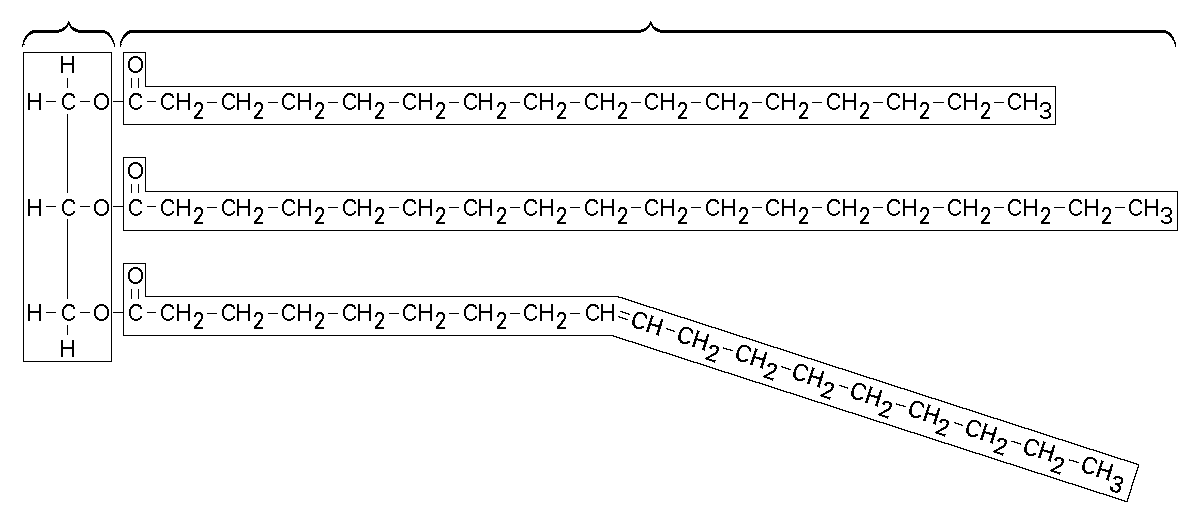 H O
H-C-O-C-CH2-CH2-CH2-CH2-CH2-CH2-CH2-CH2-CH2-CH2-CH2-CH2-CH2-CH2-CH3
O
H-C-O-C-CH2-CH2-CH2-CH2-CH2-CH2-CH2-CH2-CH2-CH2-CH2-CH2-CH2-CH2-CH2-CH2-CH3
O
H-C-O-C-CH2-CH2-CH2-CH2-CH2-CH2-CH2-CH=CH-CH2-CH2-CH2-CH2-CH2-CH2-CH2-CH3
H